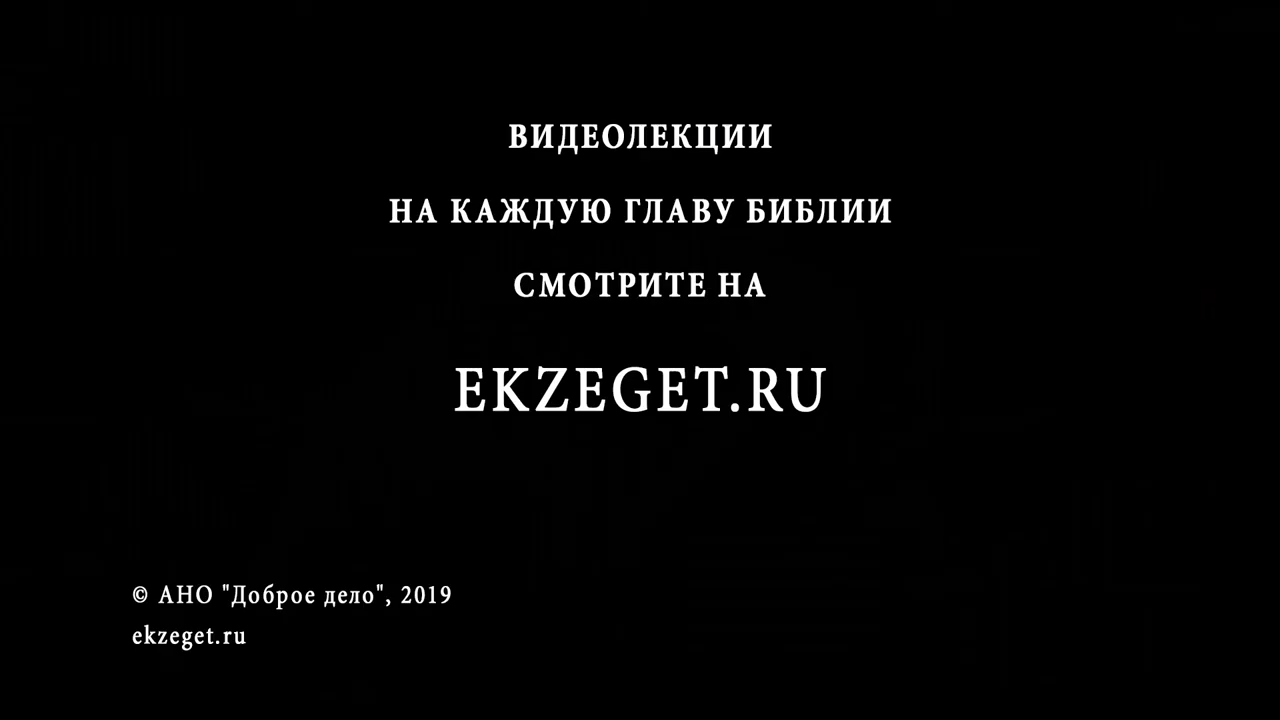 ВИДЕОЛЕКЦИИ
НА КАЖДУЮ ГЛАВУ БИБЛИИ
СМОТРИТЕ НА
EKZEGET.RU
© АНО "Доброе дело", 2019
ekzeget.ru